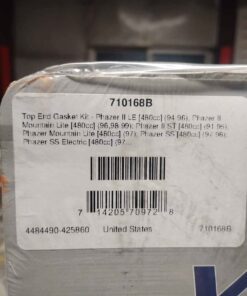 710168B
Top End Gasket Kit - Phazer II LE [480cc] (94-96), Phazer II
Mountain Lite [480cc] (96,98-99); Phazer II ST [480cc] (91-96);
Phazer Mountain Lite [480cc] (97); Phazer SS [480cc] (97-98);
Phazer SS Electric [480cc] (97
7 14205 70972 8
4484490-425860 United States 710168B